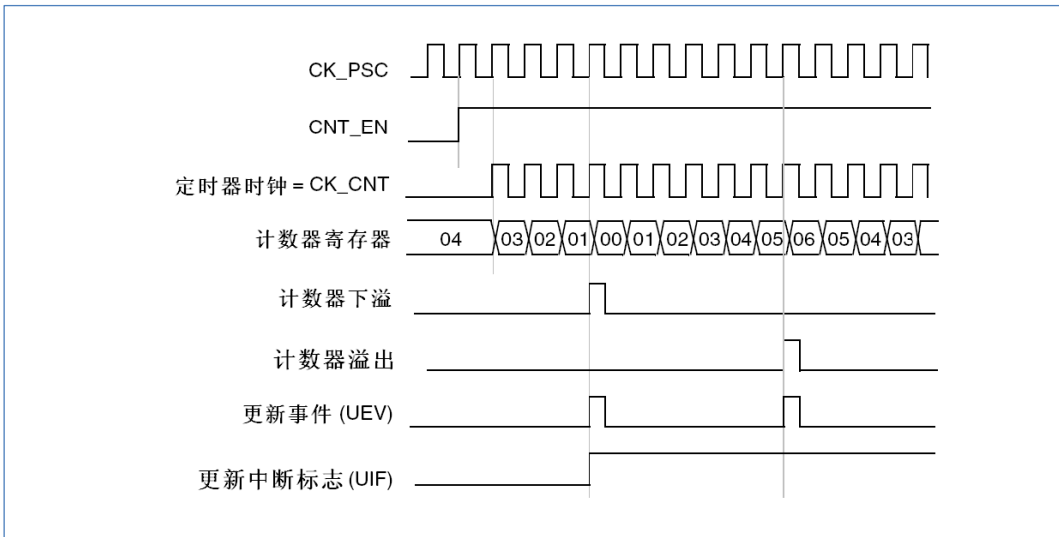 CK_PSC
CNT_EN
定时器时钟 = CK_CNT
计数器寄存器 04 03 02 01 00 01 02 03 04 05 06 05 04 03
计数器下溢
计数器溢出
更新事件 (UEV)
更新中断标志 (UIF)